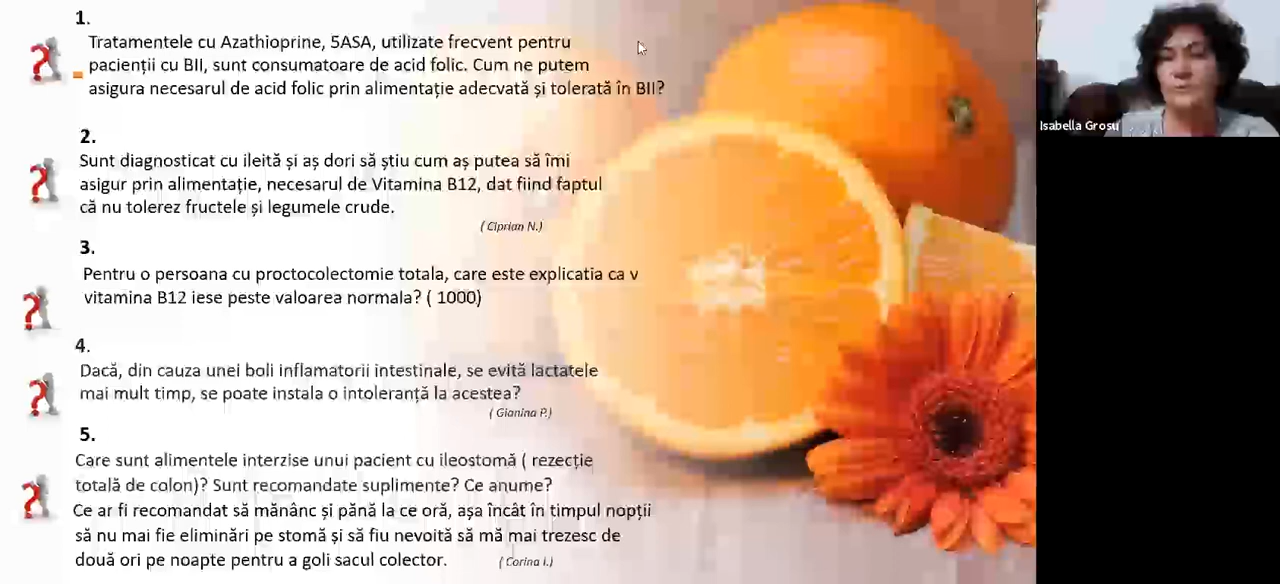 1.
Tratamentele cu Azathioprine, 5ASA, utilizate frecvent pentru
pacienții cu BII, sunt consumatoare de acid folic. Cum ne putem
asigura necesarul de acid folic prin alimentație adecvată și tolerată în BII?
2.
Sunt diagnosticat cu ileită și aș dori să știu cum aș putea să îmi
asigur prin alimentație, necesarul de Vitamina B12, dat fiind faptul
că nu tolerez fructele și legumele crude.
( Ciprian N.)
3.
Pentru o persoana cu proctocolectomie totala, care este explicatia ca v
vitamina B12 iese peste valoarea normala? ( 1000)
4.
Dacă, din cauza unei boli inflamatorii intestinale, se evită lactatele
mai mult timp, se poate instala o intoleranță la acestea?
( Gianina P.)
5.
Care sunt alimentele interzise unui pacient cu ileostomă ( rezecție
totală de colon)? Sunt recomandate suplimente? Ce anume?
Ce ar fi recomandat să mănânc și pănă la ce oră, așa încât în timpul nopții
să nu mai fie eliminări pe stomă și să fiu nevoită să mă mai trezesc de
două ori pe noapte pentru a goli sacul colector.
( Corina I.)
Isabella Grosu